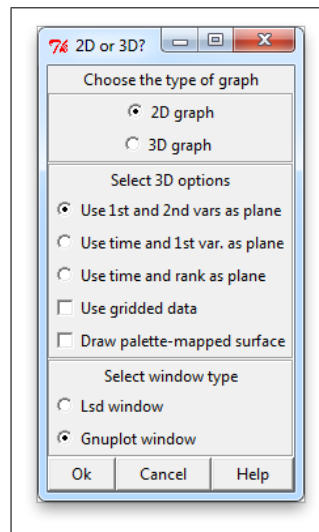 2D or 3D?
Choose the type of graph
2D graph
3D graph
Select 3D options
Use 1st and 2nd vars as plane
Use time and 1st var. as plane
Use time and rank as plane
Use gridded data
Draw palette-mapped surface
Select window type
Lsd window
Gnuplot window
Ok Cancel Help